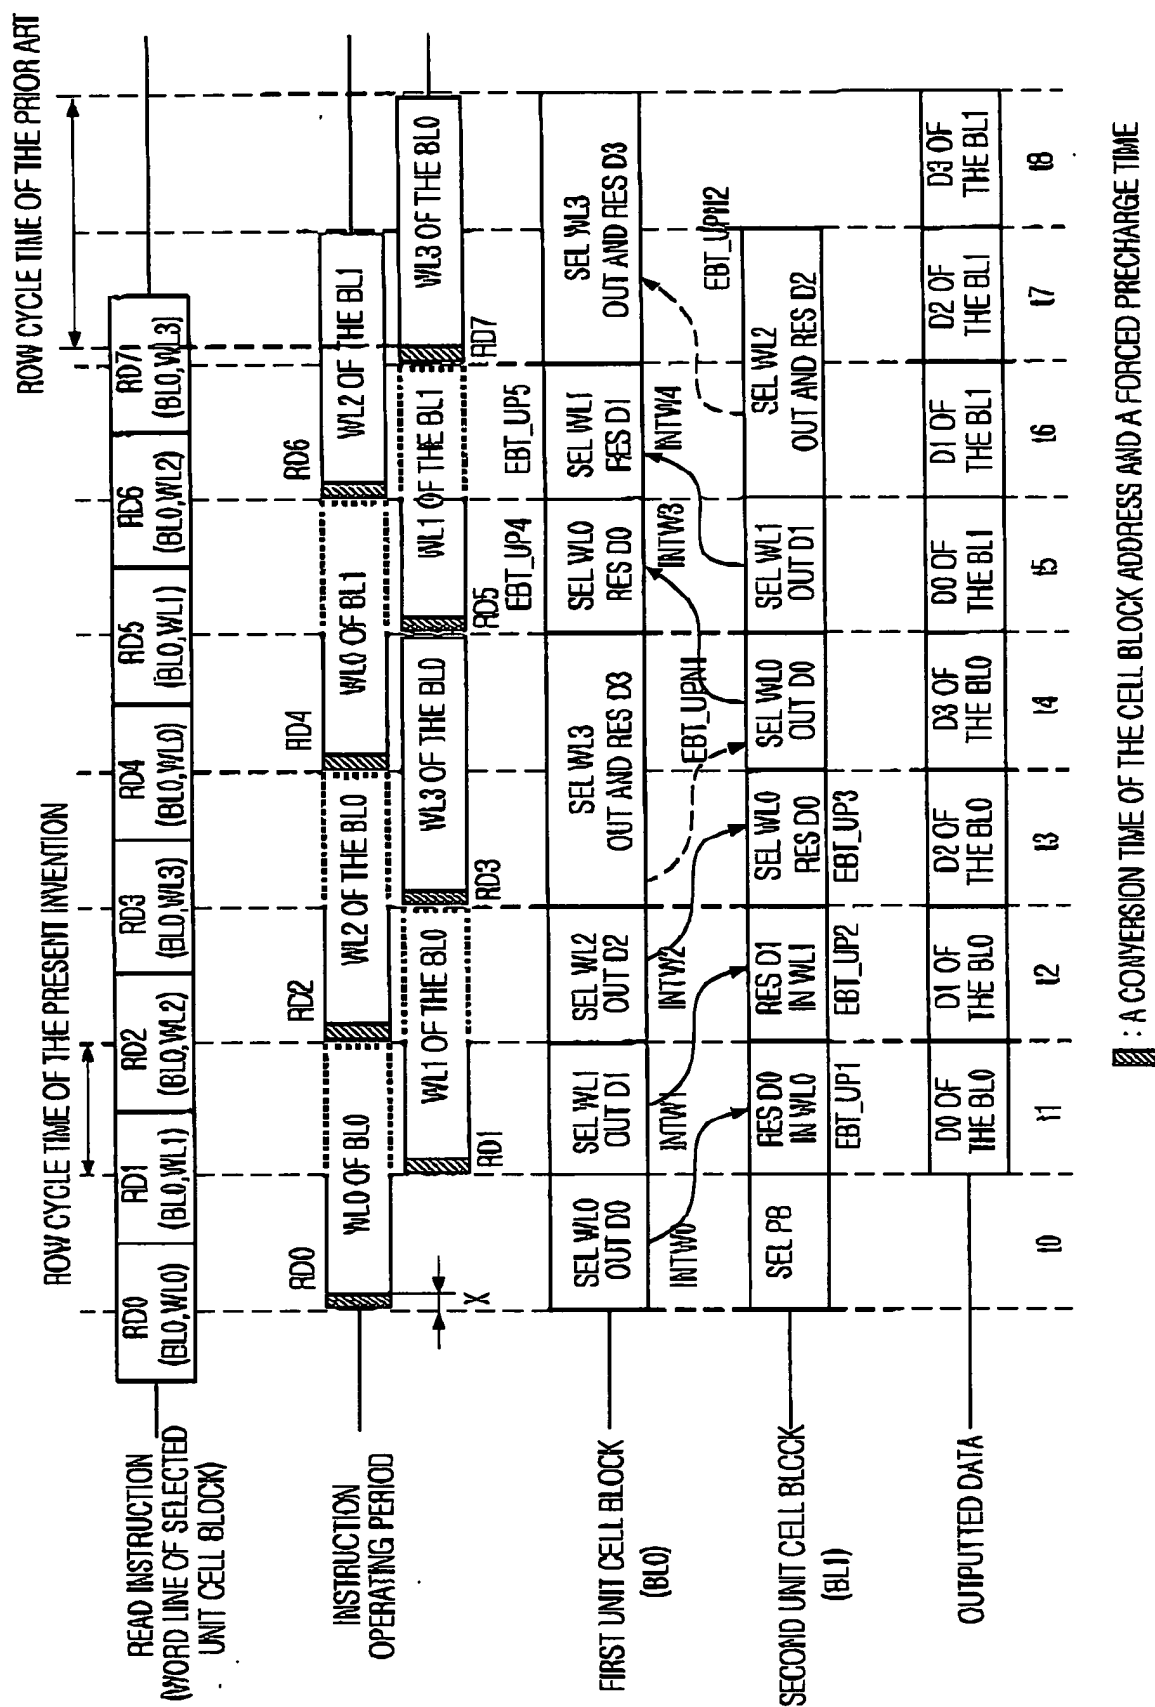 ROW CYCLE TIME OF THE PRESENT INVENTION
ROW CYCLE TIME OF THE PRIOR ART
READ INSTRUCTION
(WORD LINE OF SELECTED
UNIT CELL BLOCK)
RD0
(BL0,WL0)
RD1
(BL0,WL1)
RD2
(BL0,WL2)
RD3
(BL0,WL3)
RD4
(BL0,WL0)
RD5
(BL0,WL1)
RD6
(BL0,WL2)
RD7
(BL0,WL3)
INSTRUCTION
OPERATING PERIOD
RD0
WL0 OF BL0
X
RD2
WL2 OF THE BL0
RD4
WL0 OF BL1
RD6
WL2 OF THE BL1
RD1
WL1 OF THE BL0
RD3
WL3 OF THE BL0
RD5
WL1 OF THE BL1
RD7
WL3 OF THE BL0
EBT_UP4
EBT_UP5
FIRST UNIT CELL BLOCK
(BL0)
SEL WL0
OUT D0
SEL WL1
OUT D1
SEL WL2
OUT D2
SEL WL3
OUT AND RES D3
SEL WL0
RES D0
SEL WL1
RES D1
SEL WL3
OUT AND RES D3
INTW0
INTW1
INTW2
EBT_UPN1
INTW3
INTW4
EBT_UPN2
SECOND UNIT CELL BLOCK
(BL1)
SEL PB
RES D0
IN WL0
RES D1
IN WL1
SEL WL0
RES D0
SEL WL0
OUT D0
SEL WL1
OUT D1
SEL WL2
OUT AND RES D2
EBT_UP1
EBT_UP2
EBT_UP3
OUTPUTTED DATA
D0 OF
THE BL0
D1 OF
THE BL0
D2 OF
THE BL0
D3 OF
THE BL0
D0 OF
THE BL1
D1 OF
THE BL1
D2 OF
THE BL1
D3 OF
THE BL1
t0
t1
t2
t3
t4
t5
t6
t7
t8
: A CONVERSION TIME OF THE CELL BLOCK ADDRESS AND A FORCED PRECHARGE TIME